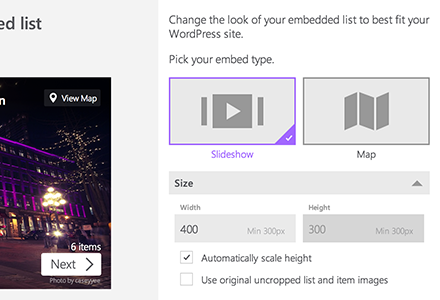 ed list
n
View Map
6 items
Next
Photo by caseyyee
Change the look of your embedded list to best fit your
WordPress site.
Pick your embed type.
Slideshow
Map
Size
Width
Height
400
Min 300px
300
Min 300px
Automatically scale height
Use original uncropped list and item images